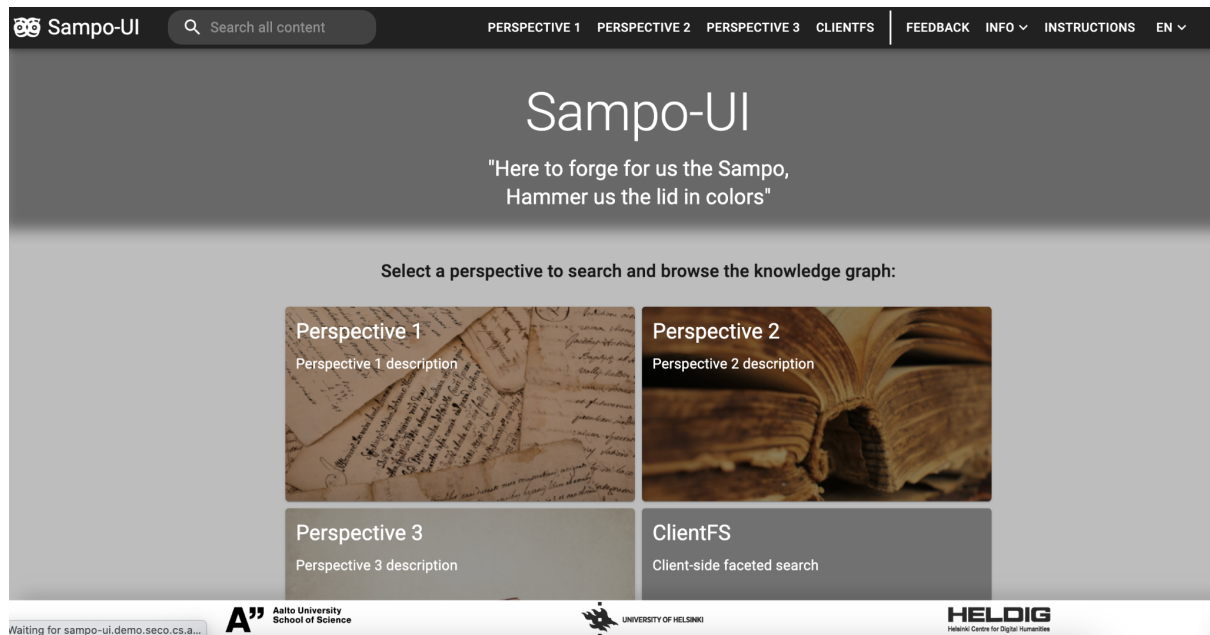 Sampo-UI
Search all content
PERSPECTIVE 1 PERSPECTIVE 2 PERSPECTIVE 3 CLIENTFS FEEDBACK INFO INSTRUCTIONS EN
Sampo-UI
"Here to forge for us the Sampo,
Hammer us the lid in colors"
Select a perspective to search and browse the knowledge graph:
Perspective 1
Perspective 1 description
Perspective 2
Perspective 2 description
Perspective 3
Perspective 3 description
ClientFS
Client-side faceted search
Waiting for sampo-ui.demo.seco.cs.a...
A”
Aalto University
School of Science
UNIVERSITY OF HELSINKI
HELDIG
Helsinki Centre for Digital Humanities